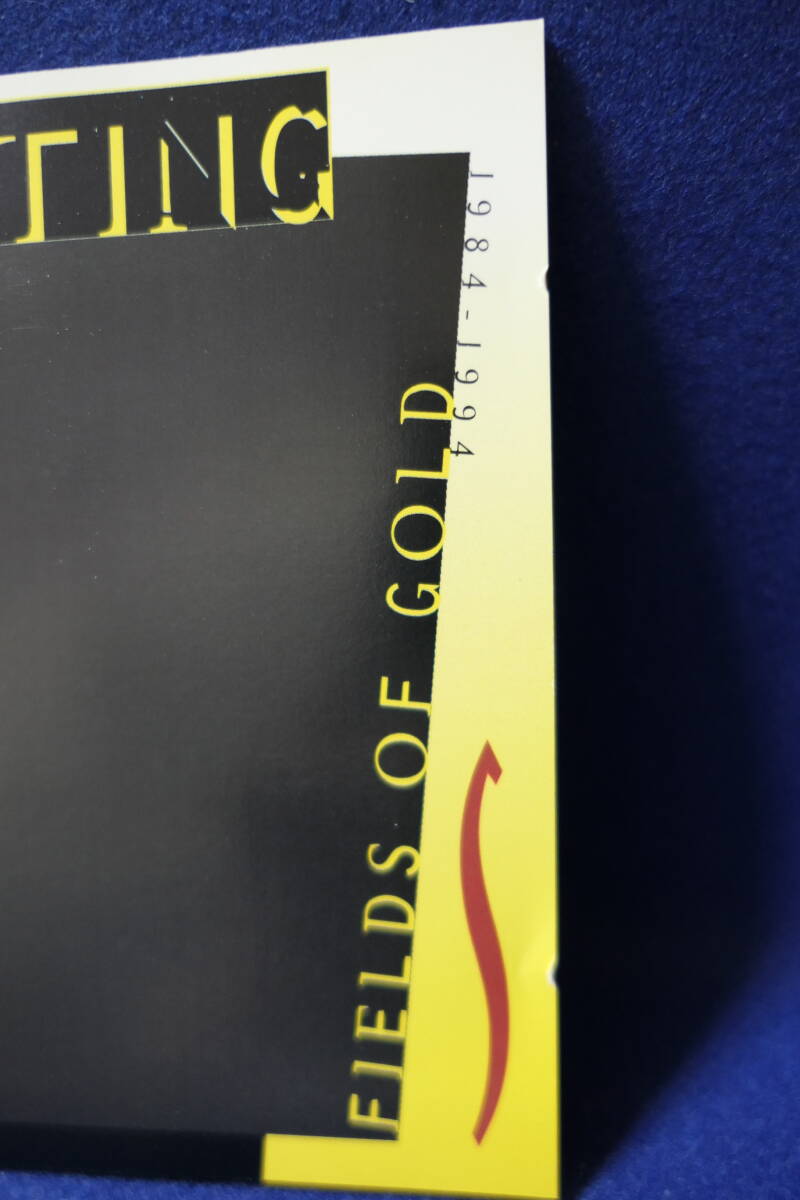 TING
1984-1994
FIELDS OF GOLD